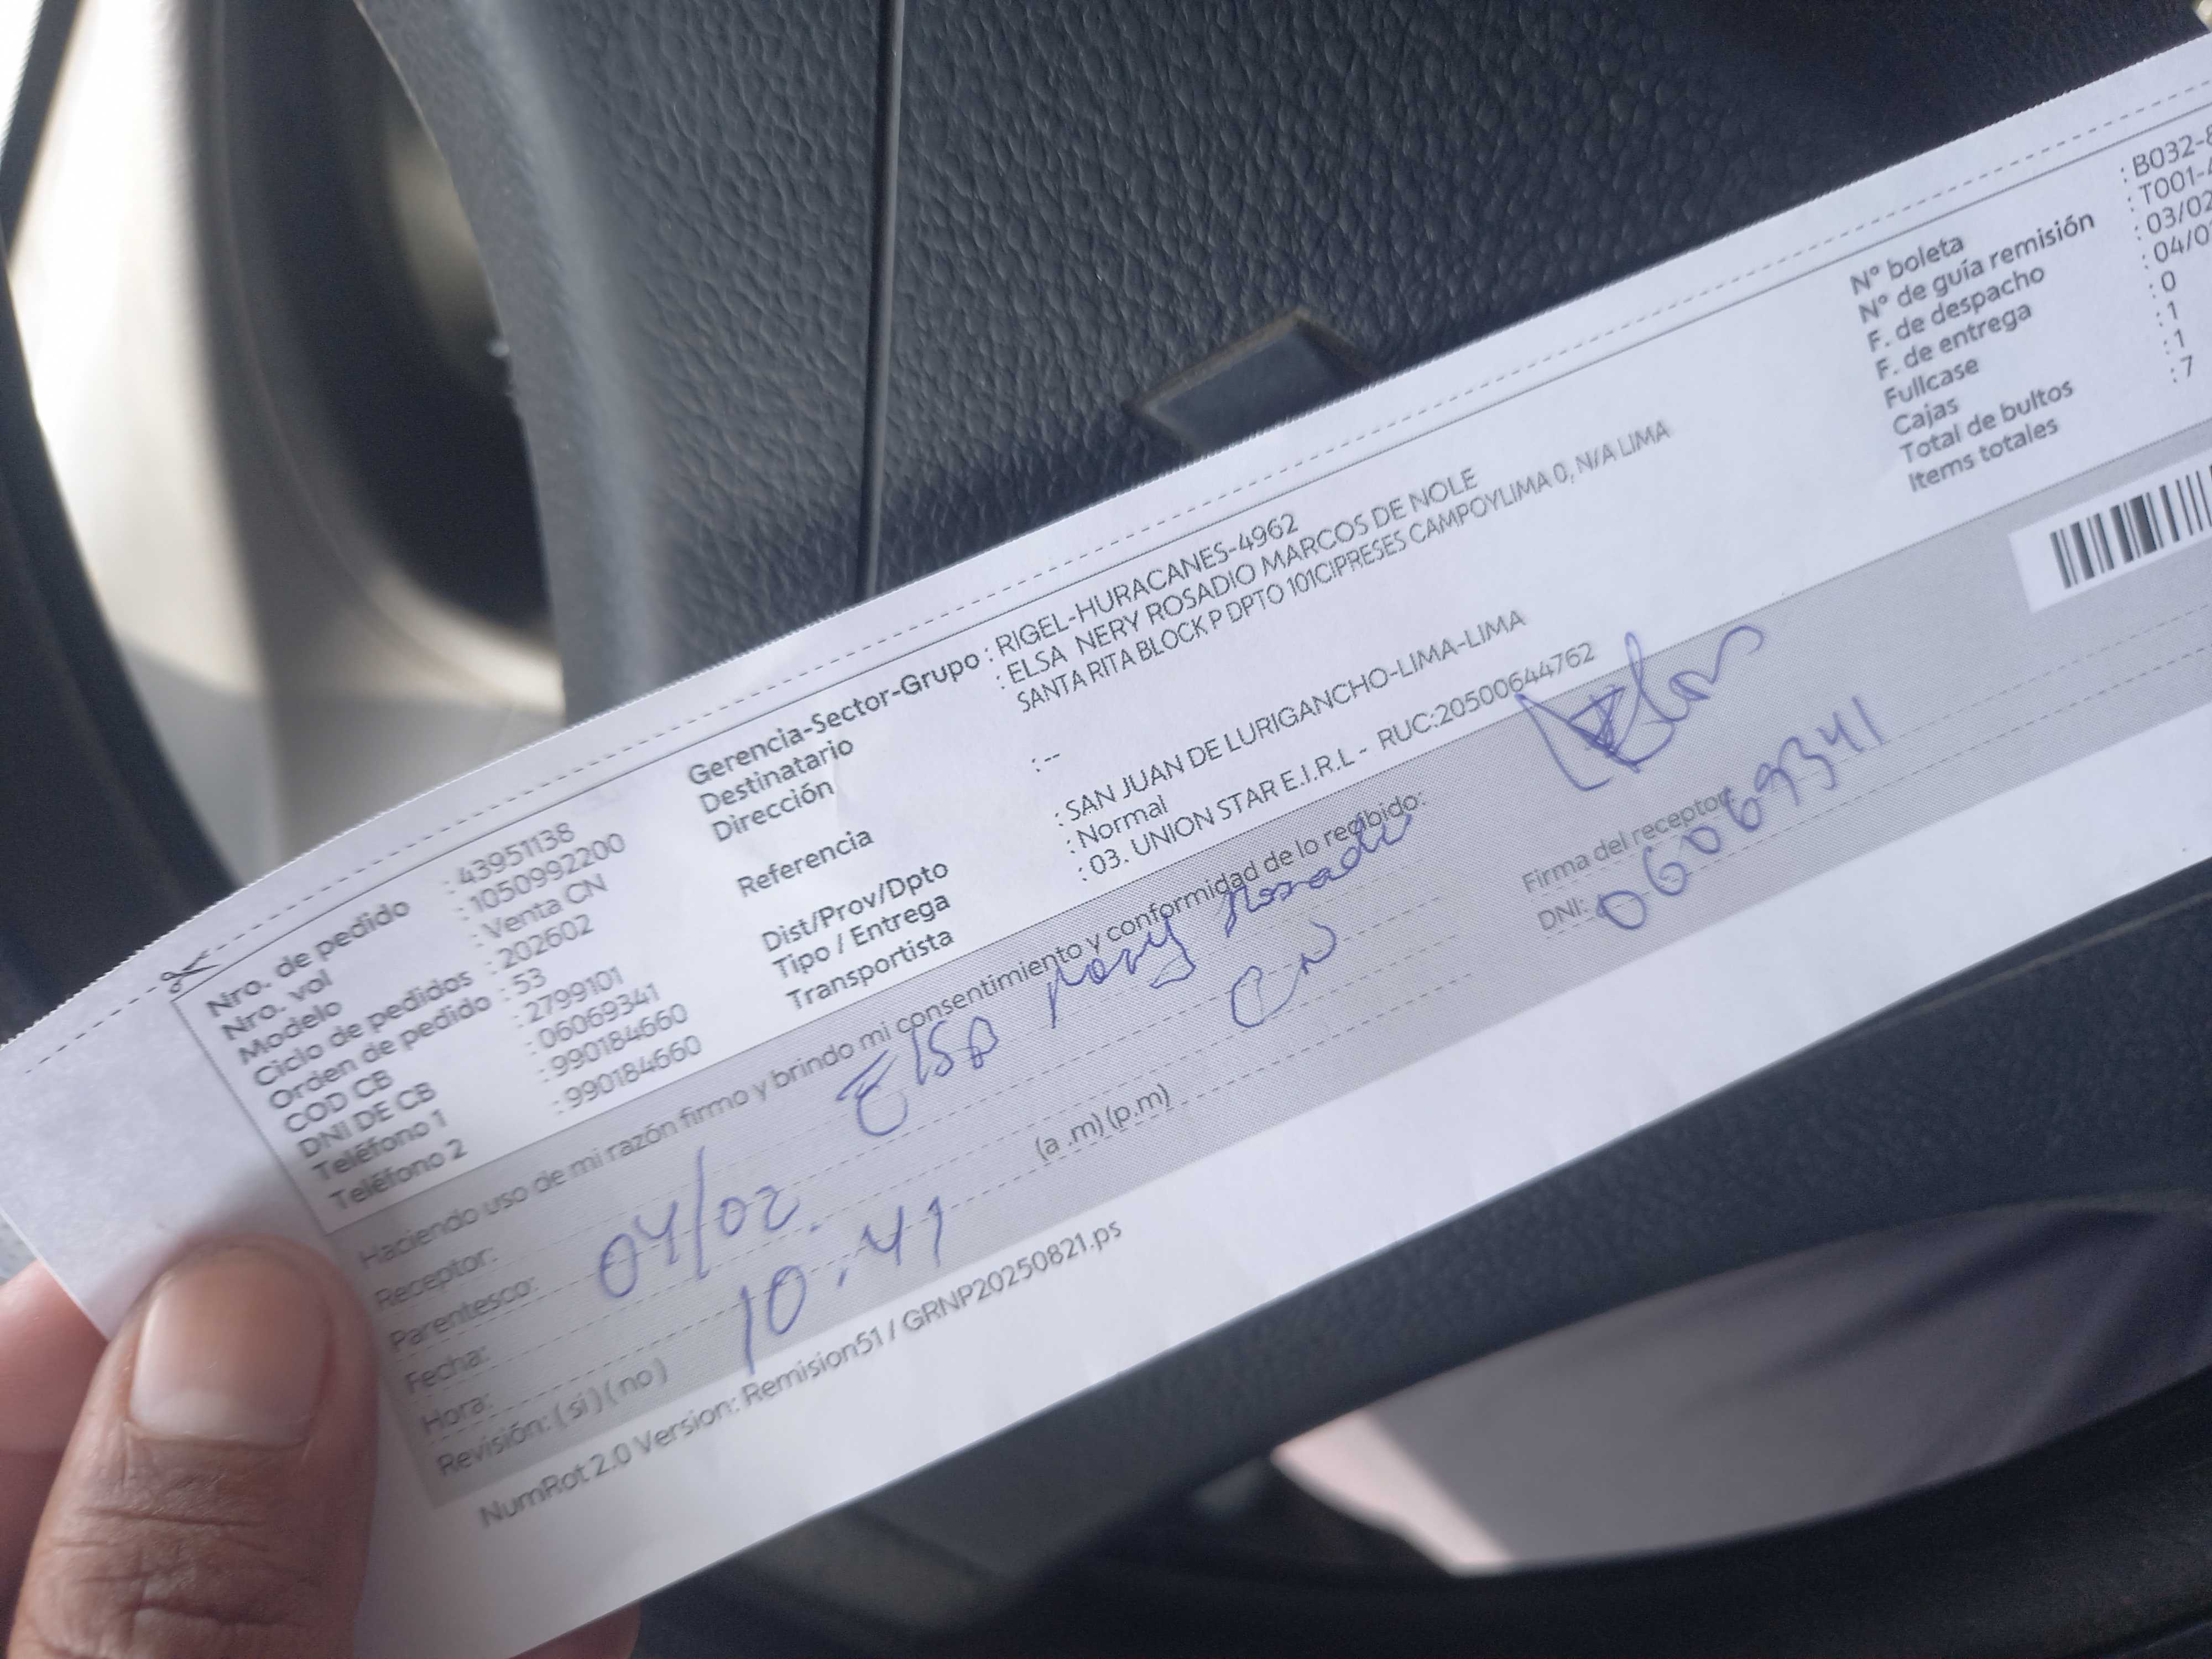 Nro. de pedido : 43951138
Nro. vol : 1050992200
Modelo : Venta CN
Ciclo de pedidos : 202602
Orden de pedido : 53
COD CB : 2799101
DNI DE CB : 06069341
Teléfono 1 : 990184660
Teléfono 2 : 990184660
Gerencia-Sector-Grupo : RIGEL-HURACANES-4962
Destinatario : ELSA NERY ROSADIO MARCOS DE NOLE
Dirección SANTA RITA BLOCK P DPTO 101CIPRESES CAMPOYLIMA 0, N/A LIMA
Referencia : --
Dist/Prov/Dpto : SAN JUAN DE LURIGANCHO-LIMA-LIMA
Tipo / Entrega : Normal
Transportista : 03. UNION STAR E.I.R.L - RUC:20500644762
N° boleta : B032-
N° de guía remisión : T001-
F. de despacho : 03/02
F. de entrega : 04/0
Fullcase : 0
Cajas : 1
Total de bultos : 1
Items totales : 7
Haciendo uso de mi razón firmo y brindo mi consentimiento y conformidad de lo recibido:
Receptor: Elsa Nery Rosadio
Parentesco: CN
Fecha: 04/02.
Hora: 10.41 (a .m) (p.m)
Revisión: ( si ) ( no )
Firma del receptor:
DNI: 06069341
NumRot 2.0 Version: Remision51 / GRNP20250821.ps